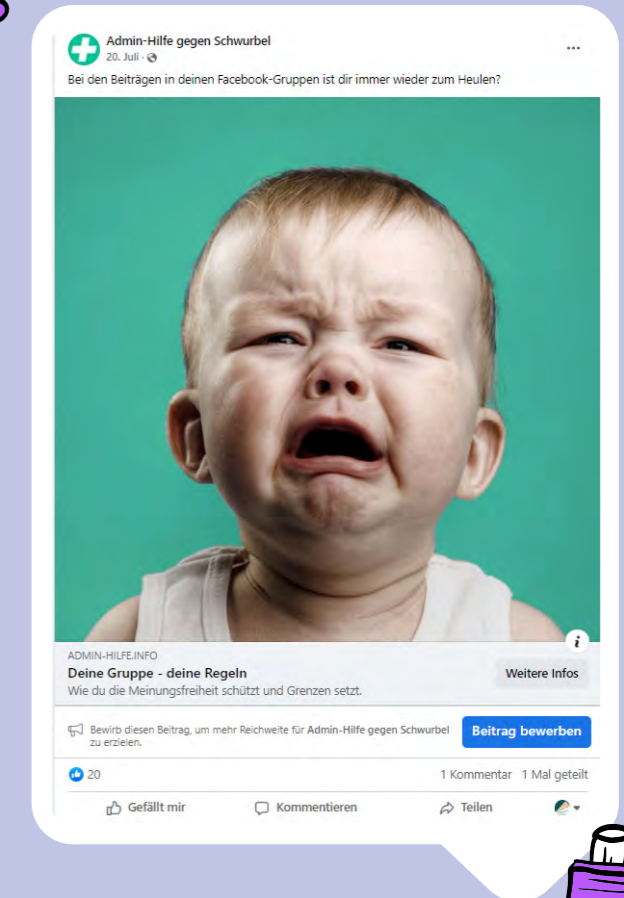 Admin-Hilfe gegen Schwurbel
20. Juli ·
Bei den Beiträgen in deinen Facebook-Gruppen ist dir immer wieder zum Heulen?
ADMIN-HILFE.INFO
Deine Gruppe - deine Regeln
Wie du die Meinungsfreiheit schützt und Grenzen setzt.
Weitere Infos
Bewirb diesen Beitrag, um mehr Reichweite für Admin-Hilfe gegen Schwurbel
zu erzielen.
Beitrag bewerben
20
1 Kommentar 1 Mal geteilt
Gefällt mir
Kommentieren
Teilen